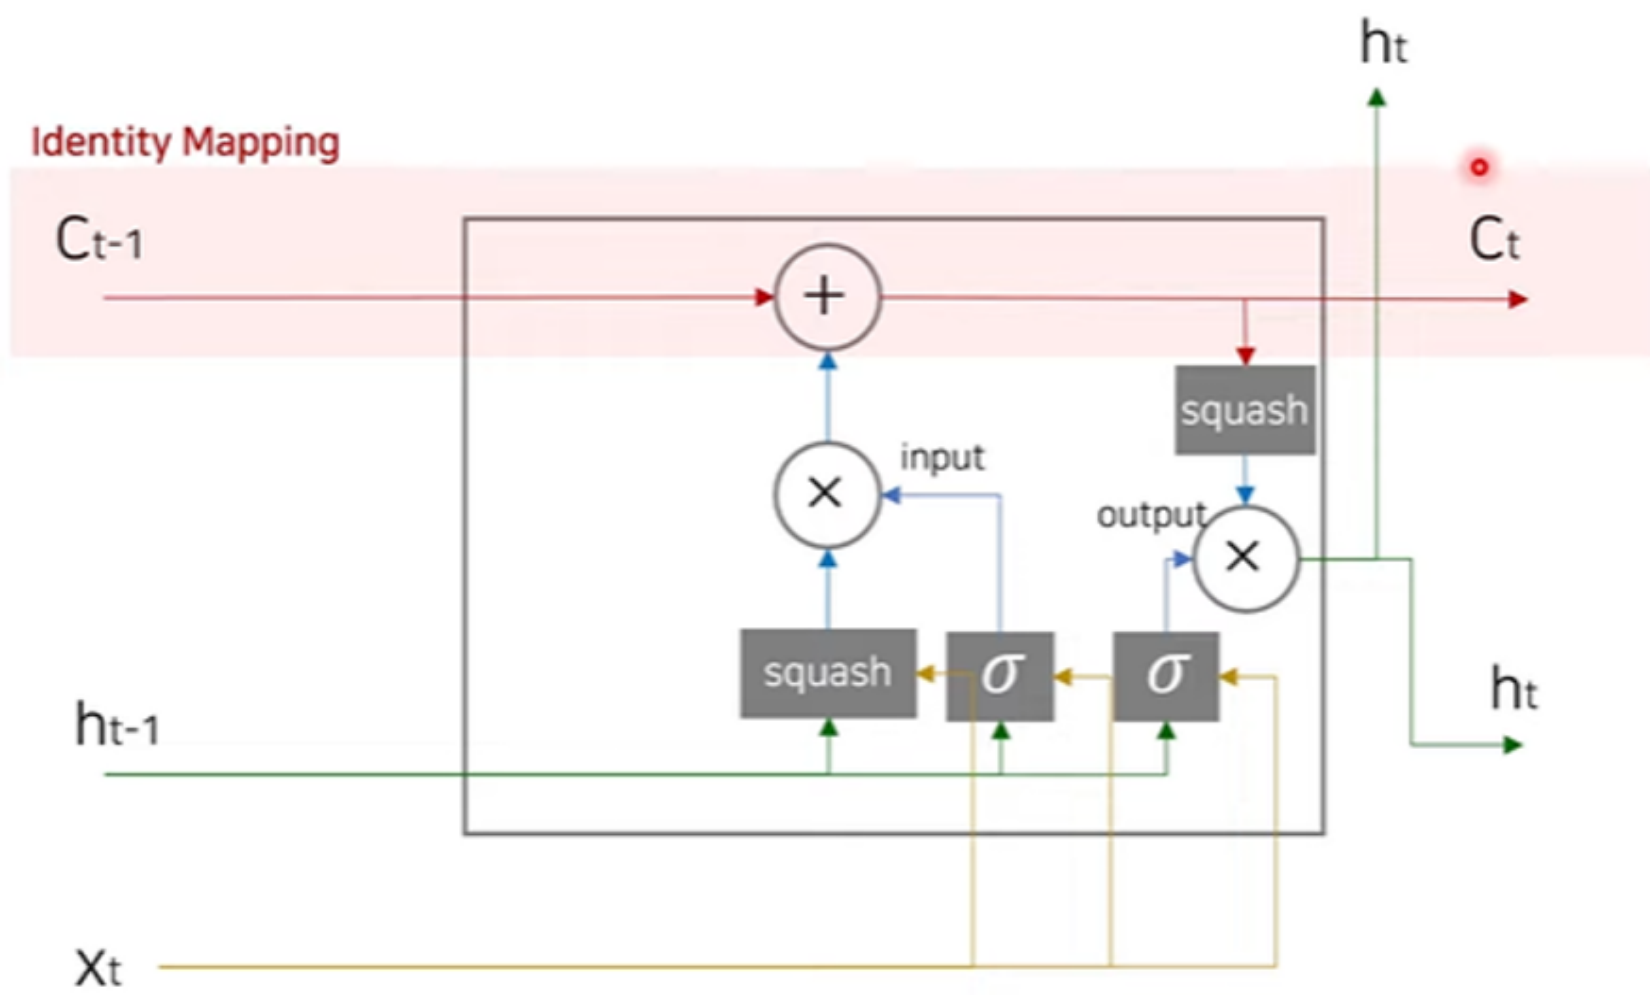 ht
Identity Mapping
Ct-1
Ct
+
squash
input
×
output
×
squash
σ
σ
ht
ht-1
xt